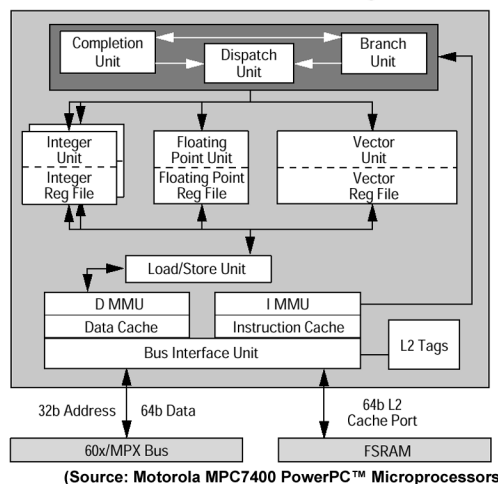 Completion
Unit
Dispatch
Unit
Branch
Unit
Integer
Unit
Integer
Reg File
Floating
Point Unit
Floating Point
Reg File
Vector
Unit
Vector
Reg File
Load/Store Unit
D MMU
Data Cache
I MMU
Instruction Cache
Bus Interface Unit
L2 Tags
32b Address
64b Data
64b L2
Cache Port
60x/MPX Bus
FSRAM
(Source: Motorola MPC7400 PowerPC™ Microprocessors